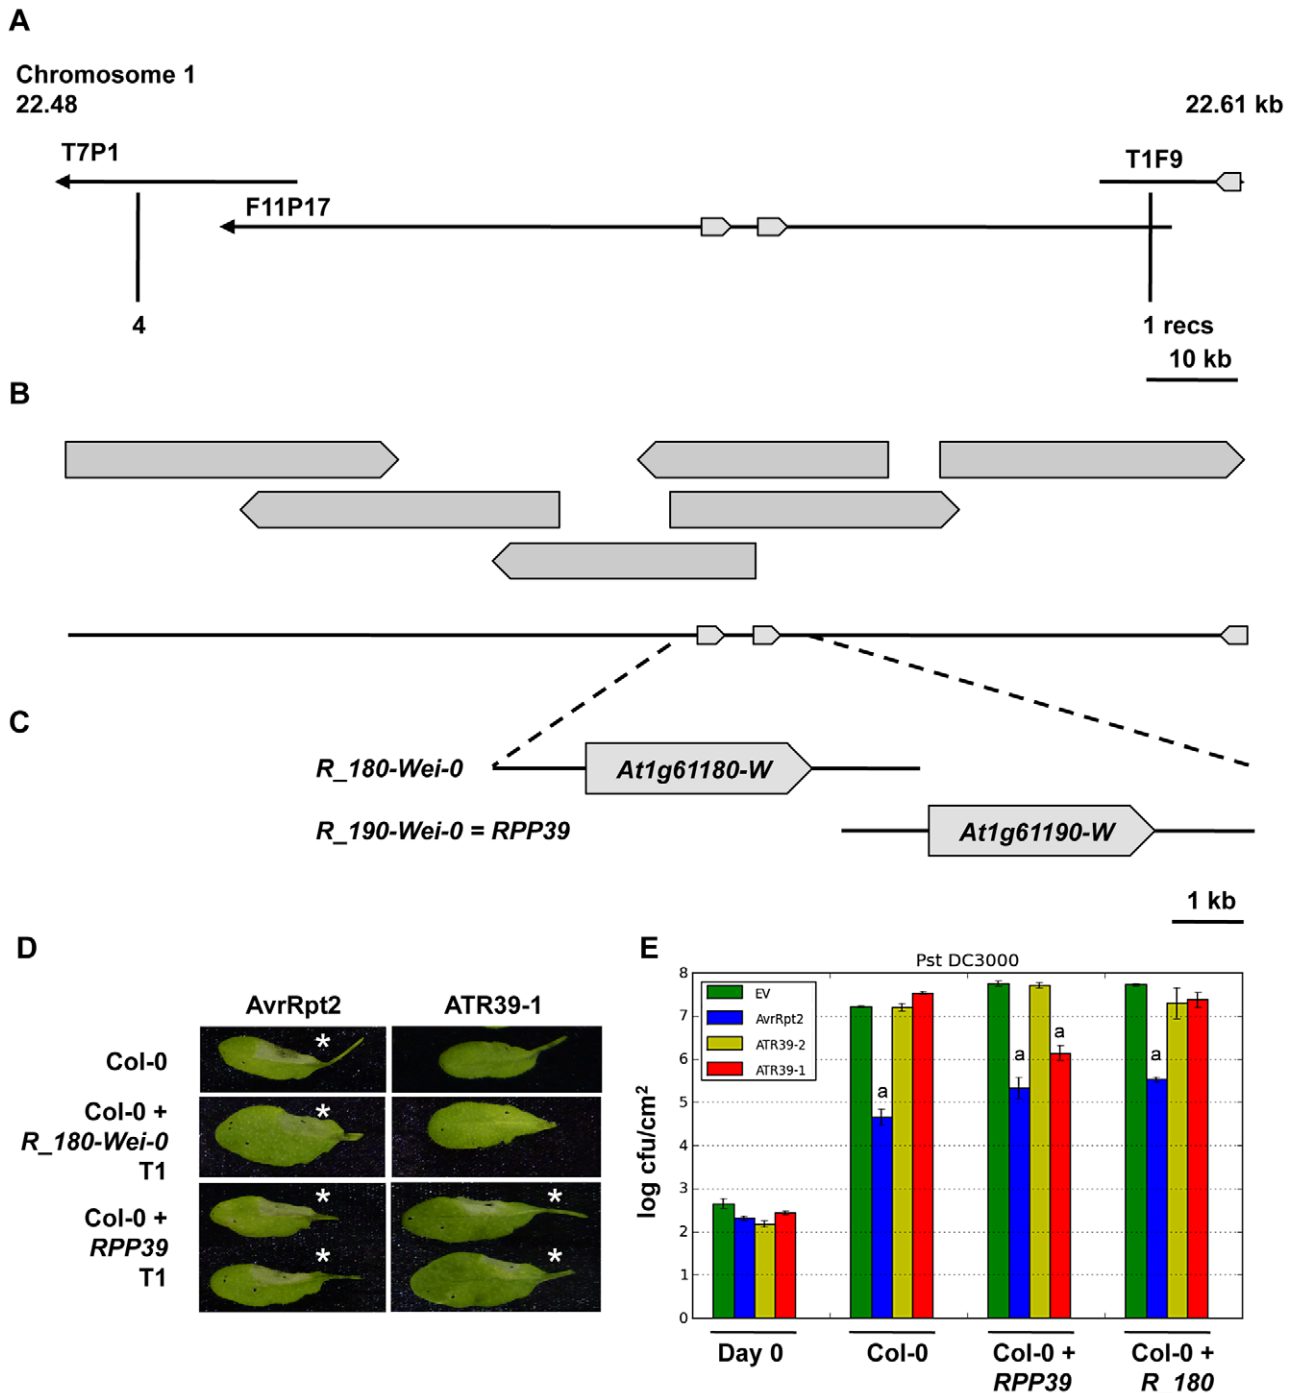 A
Chromosome 1
22.48
22.61 kb
T7P1
T1F9
F11P17
4
1 recs
10 kb
B
C
R_180-Wei-0
At1g61180-W
R_190-Wei-0 = RPP39
At1g61190-W
1 kb
D
AvrRpt2
ATR39-1
Col-0
*
Col-0 +
R_180-Wei-0
T1
*
Col-0 +
RPP39
T1
*
*
*
*
E
Pst DC3000
EV
AvrRpt2
ATR39-2
ATR39-1
log cfu/cm2
8
7
6
5
4
3
2
1
0
a
a
a
a
Day 0
Col-0
Col-0 +
RPP39
Col-0 +
R_180